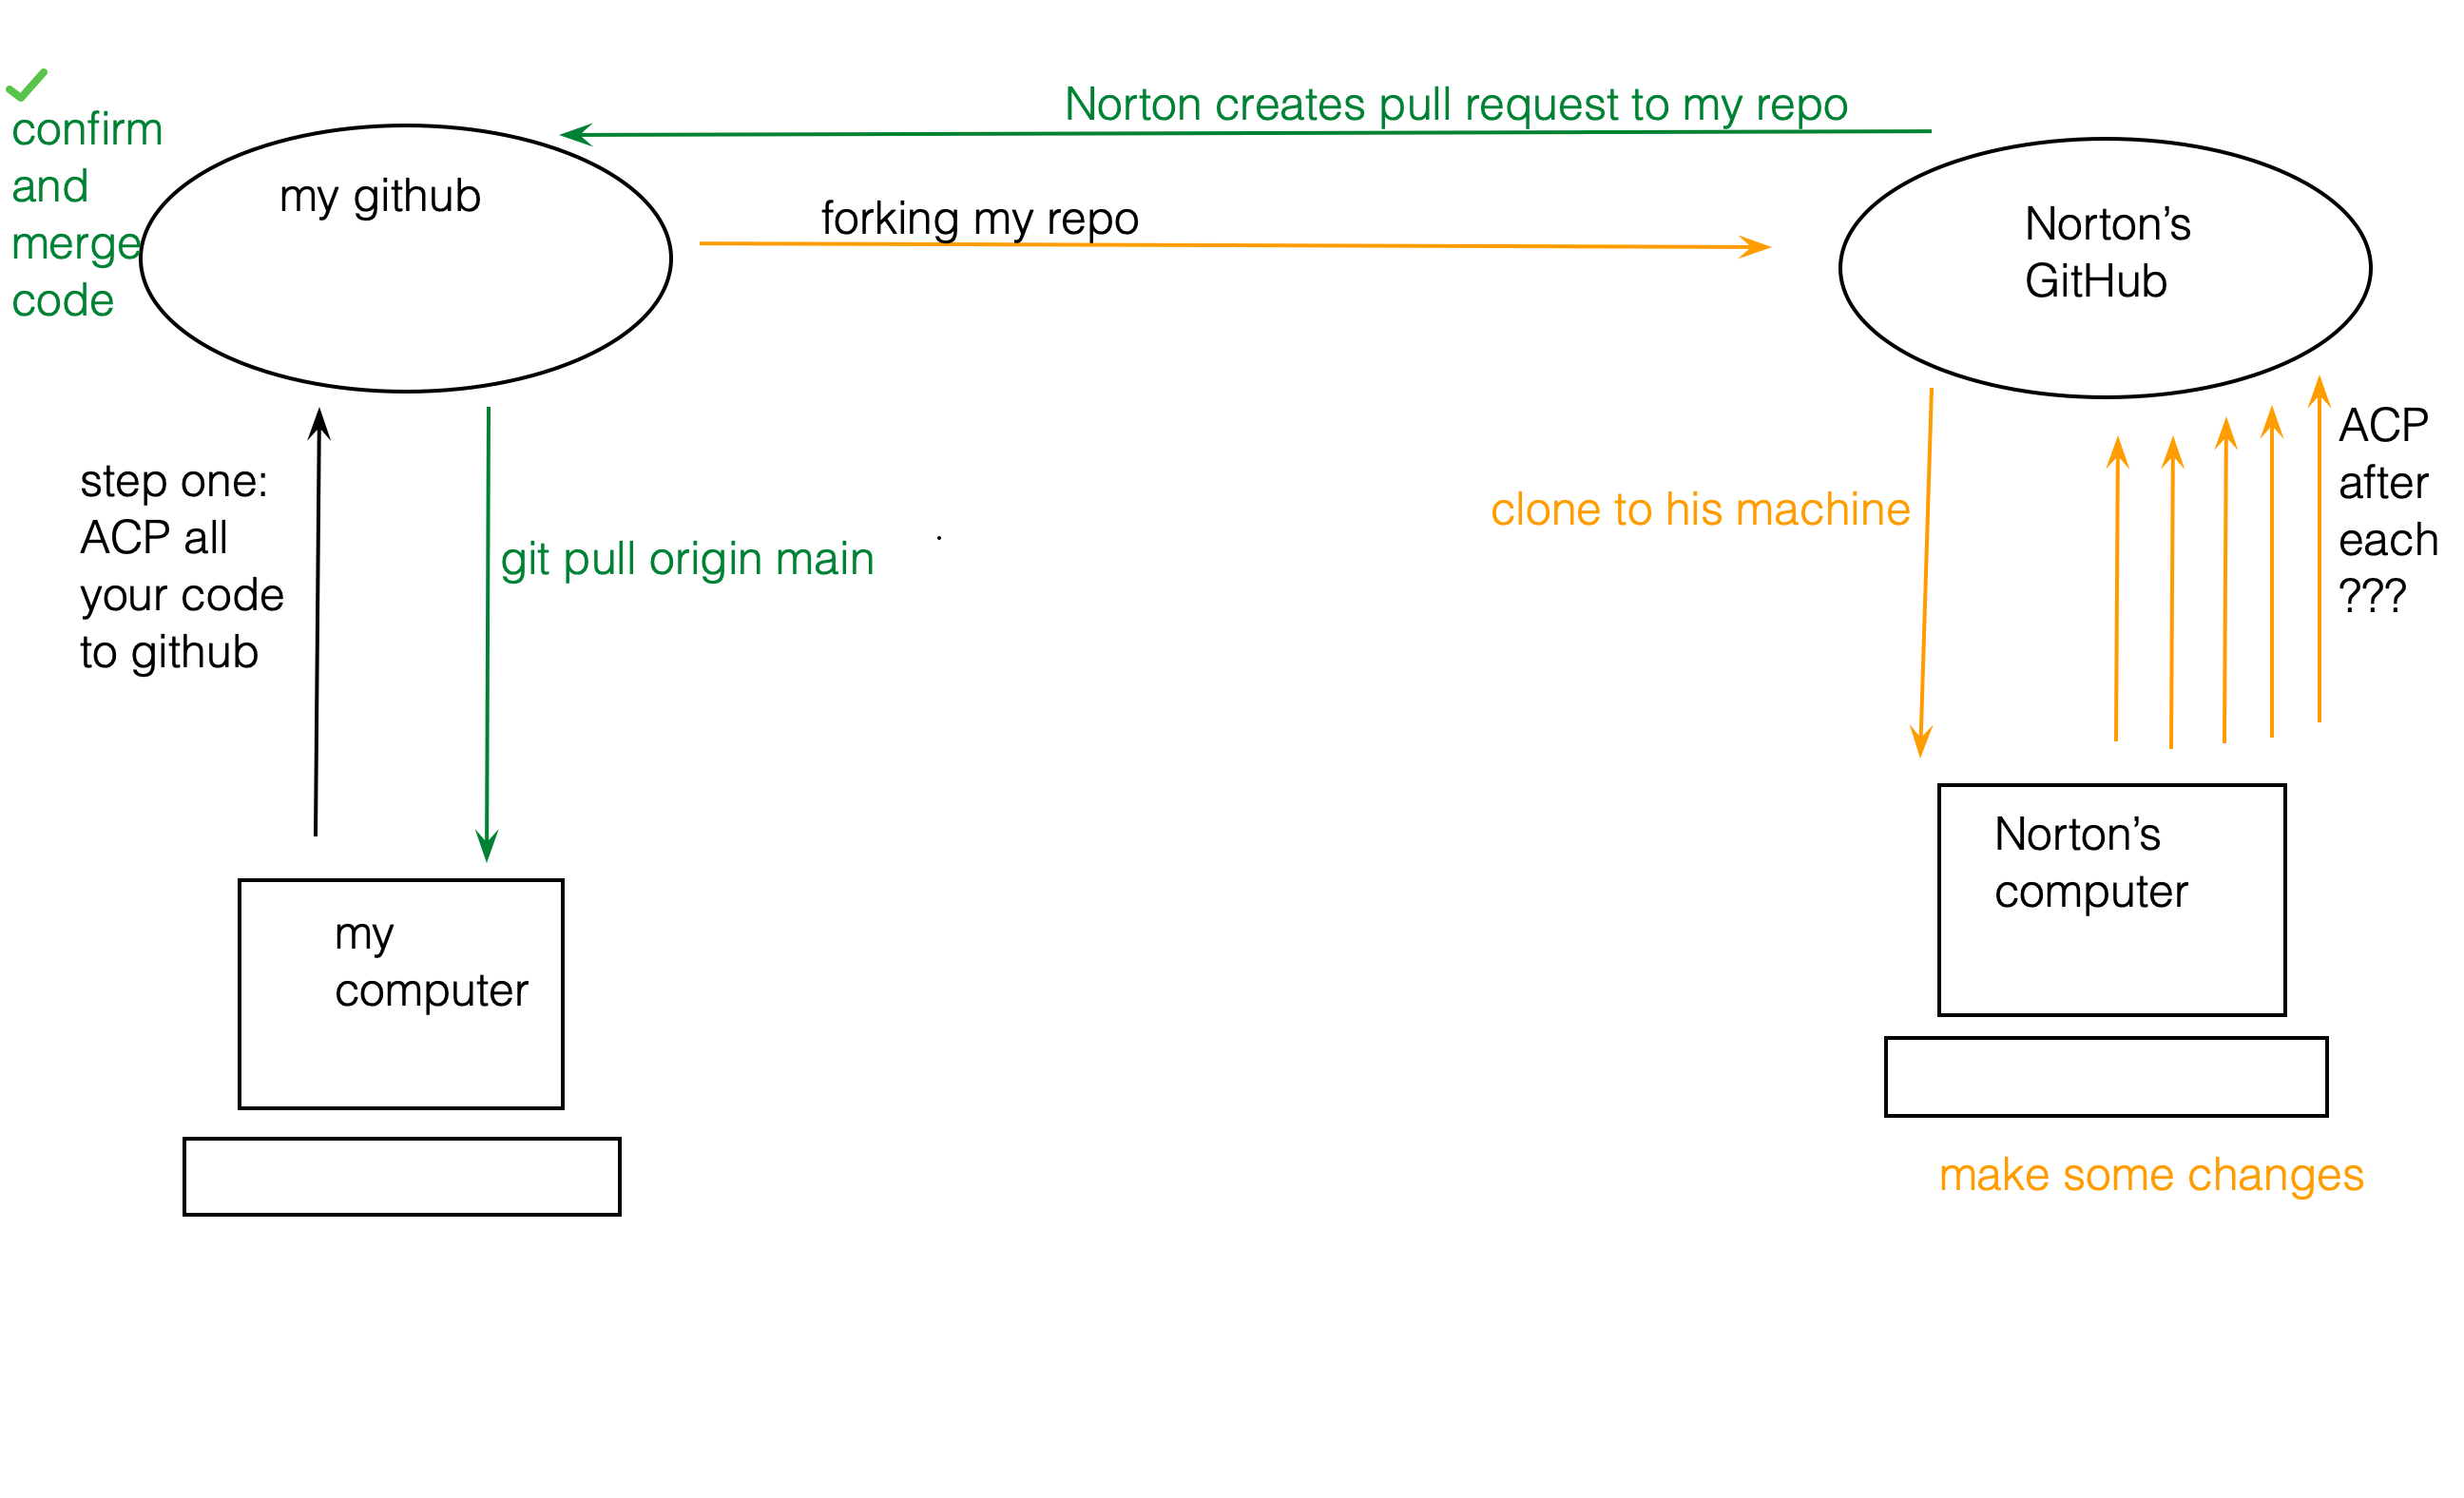 Norton creates pull request to my repo
confirm
and
merge
code
my github
forking my repo
Norton's
GitHub
step one:
ACP all
your code
to github
git pull origin main
clone to his machine
ACP
after
each
???
my
computer
Norton's
computer
make some changes